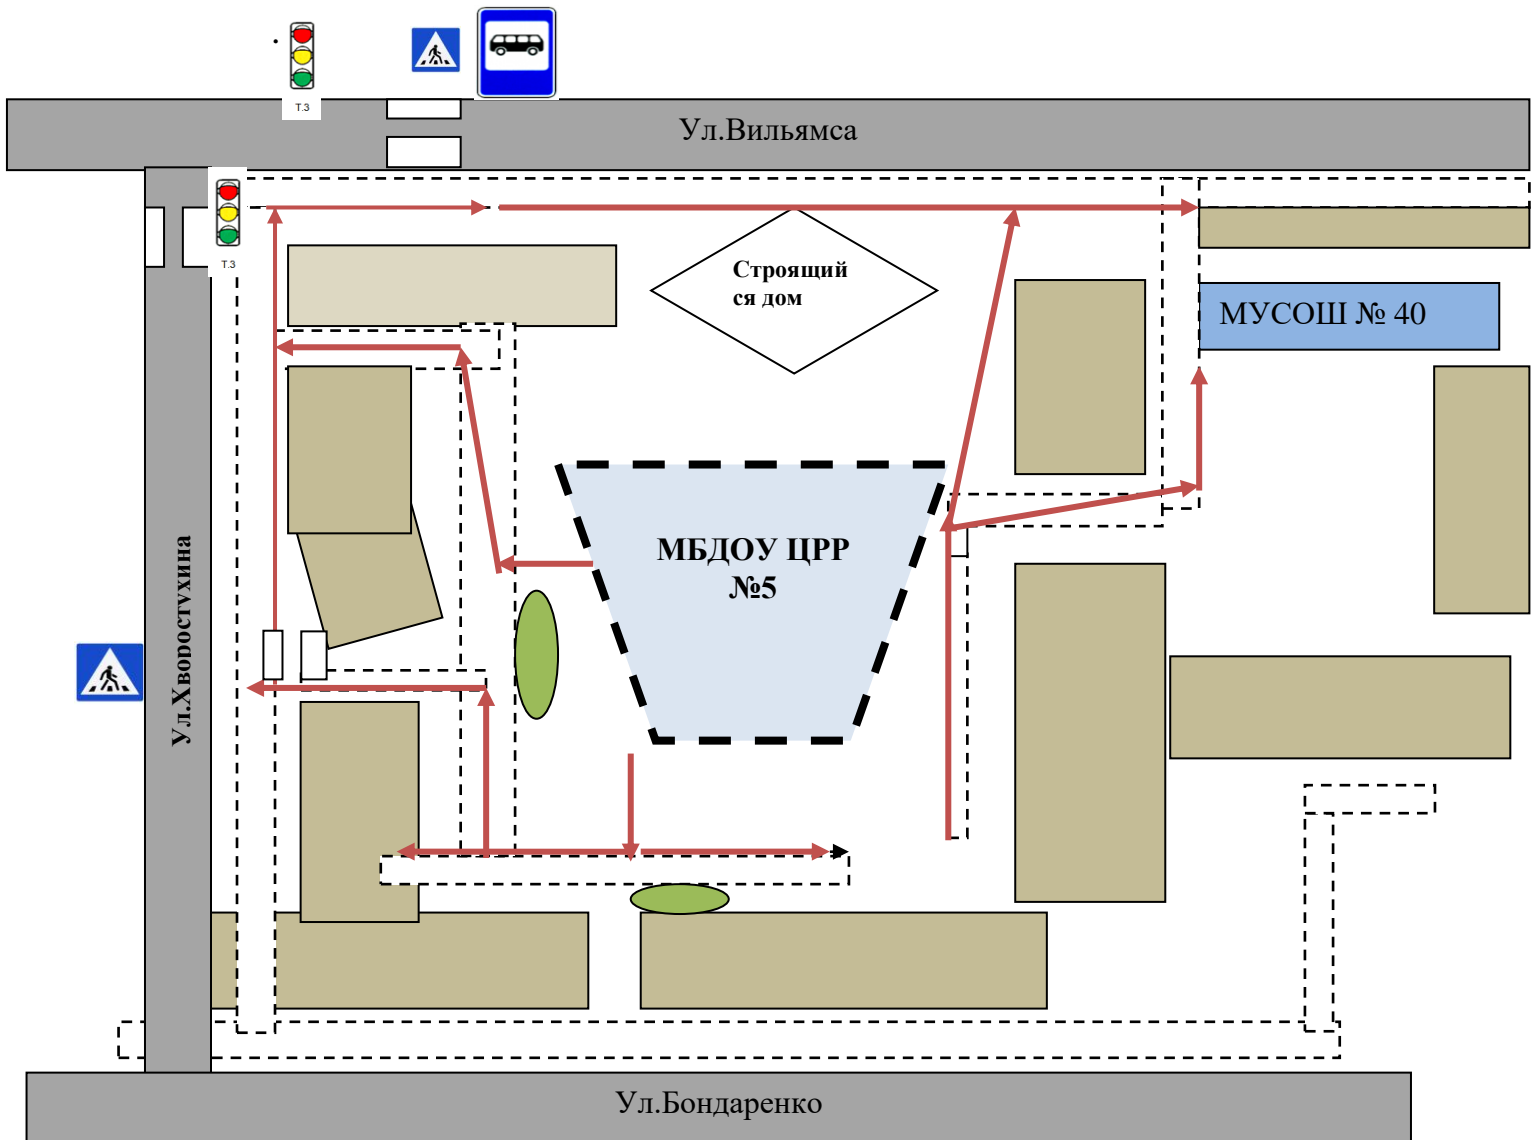 Т.3
Ул.Вильямса
Т.3
Строящий
ся дом
МУСОШ № 40
МБДОУ ЦРР
№5
Ул.Хворостухина
Ул.Бондаренко